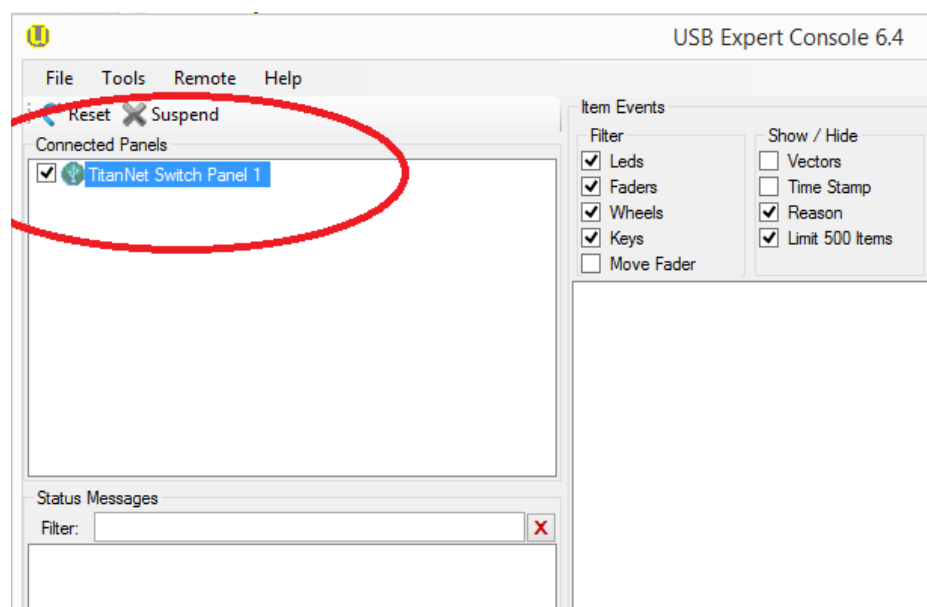 USB Expert Console 6.4
File Tools Remote Help
Reset Suspend
Connected Panels
TitanNet Switch Panel 1
Item Events
Filter
Leds
Faders
Wheels
Keys
Move Fader
Show / Hide
Vectors
Time Stamp
Reason
Limit 500 Items
Status Messages
Filter:
X